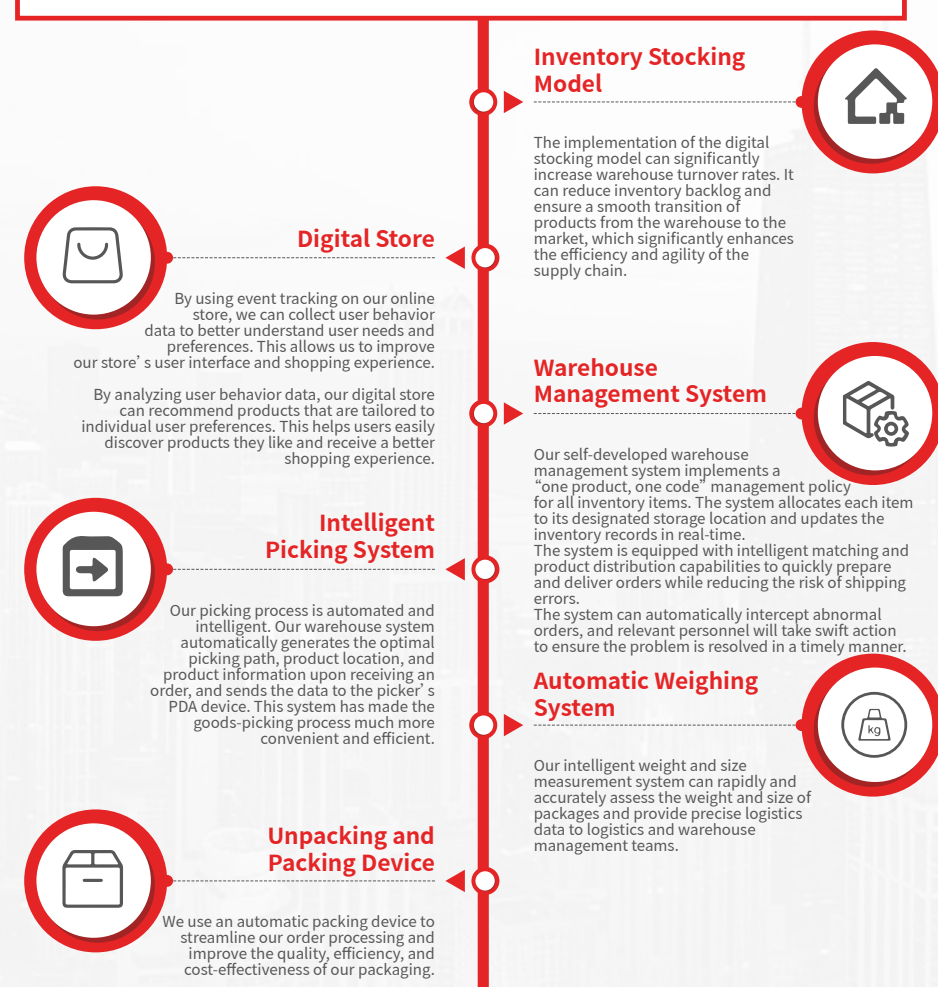 Inventory Stocking
Model
The implementation of the digital
stocking model can significantly
increase warehouse turnover rates. It
can reduce inventory backlog and
ensure a smooth transition of
products from the warehouse to the
market, which significantly enhances
the efficiency and agility of the
supply chain.
Digital Store
By using event tracking on our online
store, we can collect user behavior
data to better understand user needs and
preferences. This allows us to improve
our store’s user interface and shopping experience.
By analyzing user behavior data, our digital store
can recommend products that are tailored to
individual user preferences. This helps users easily
discover products they like and receive a better
shopping experience.
Warehouse
Management System
Our self-developed warehouse
management system implements a
“one product, one code” management policy
for all inventory items. The system allocates each item
to its designated storage location and updates the
inventory records in real-time.
The system is equipped with intelligent matching and
product distribution capabilities to quickly prepare
and deliver orders while reducing the risk of shipping
errors.
The system can automatically intercept abnormal
orders, and relevant personnel will take swift action
to ensure the problem is resolved in a timely manner.
Intelligent
Picking System
Our picking process is automated and
intelligent. Our warehouse system
automatically generates the optimal
picking path, product location, and
product information upon receiving an
order, and sends the data to the picker’s
PDA device. This system has made the
goods-picking process much more
convenient and efficient.
Automatic Weighing
System
kg
Our intelligent weight and size
measurement system can rapidly and
accurately assess the weight and size of
packages and provide precise logistics
data to logistics and warehouse
management teams.
Unpacking and
Packing Device
We use an automatic packing device to
streamline our order processing and
improve the quality, efficiency, and
cost-effectiveness of our packaging.